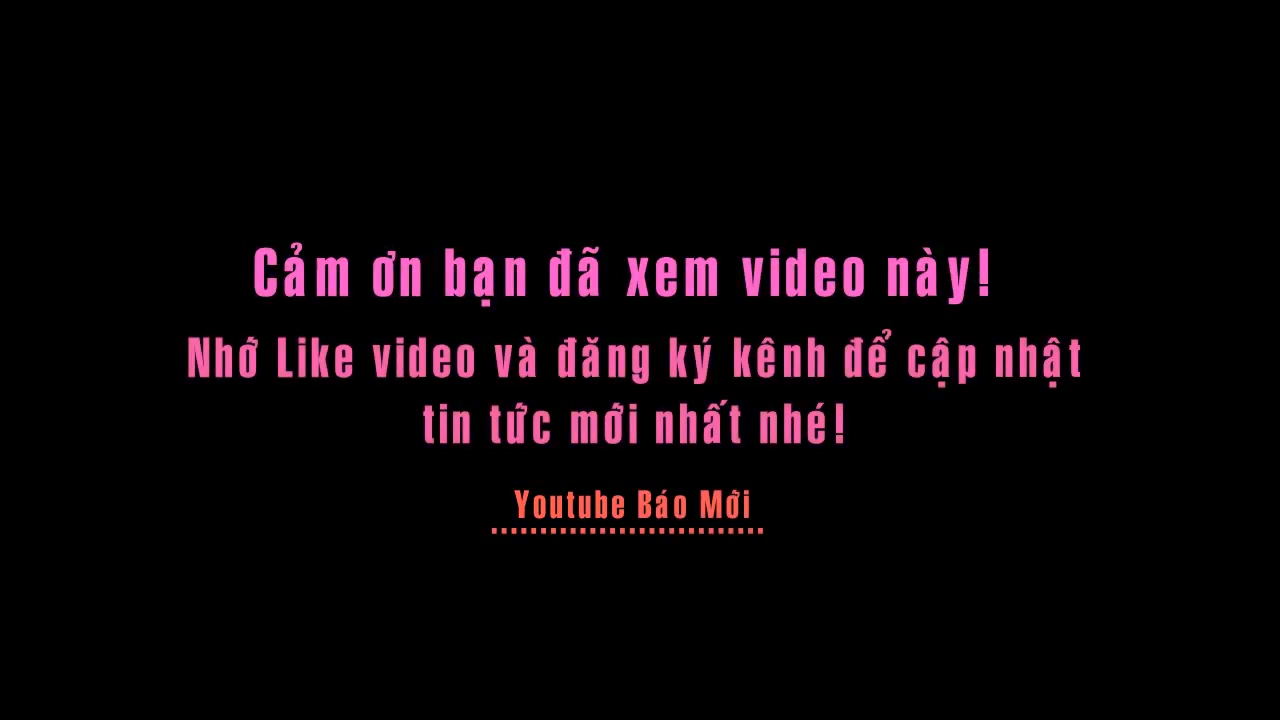 Cảm ơn bạn đã xem video này!
Nhớ Like video và đăng ký kênh để cập nhật
tin tức mới nhất nhé!
Youtube Báo Mới